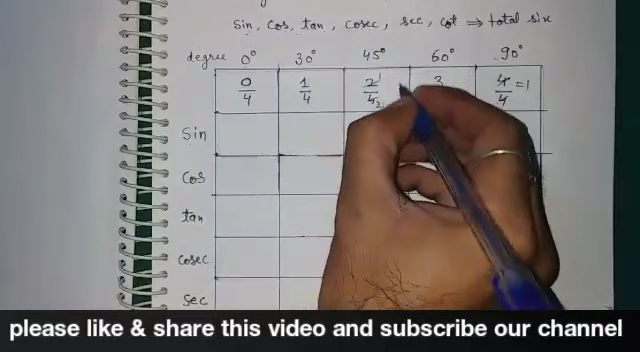 Sin, Cos, tan, Cosec, sec, cot ⇒ total six
degree 0° 30° 45° 60° 90°
0/4 1/4 2/4 1 2 3 4/4 = 1
Sin
Cos
tan
Cosec
Sec
please like & share this video and subscribe our channel